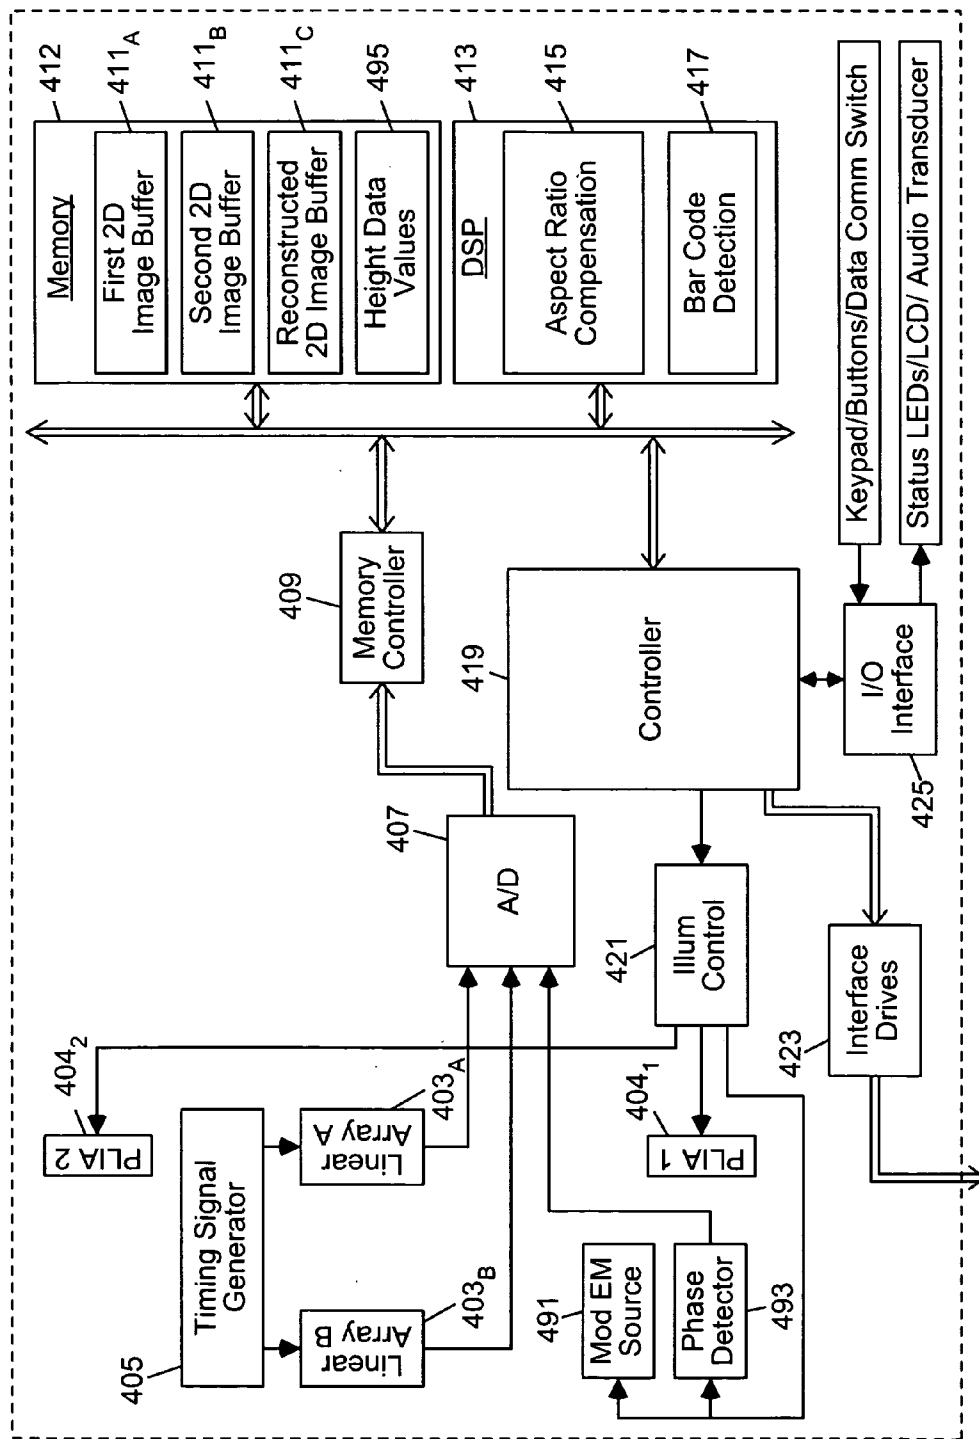 404₂
PLIA 2
405
Timing Signal
Generator
Linear
Array B
403B
Linear
Array A
403A
491
Mod EM
Source
Phase
Detector
493
PLIA 1
404₁
407
A/D
421
Illum
Control
423
Interface
Drives
409
Memory
Controller
419
Controller
I/O
Interface
425
Memory
412
First 2D
Image Buffer
411A
Second 2D
Image Buffer
411B
Reconstructed
2D Image Buffer
411C
Height Data
Values
495
DSP
413
Aspect Ratio
Compensation
415
Bar Code
Detection
417
Keypad/Buttons/Data Comm Switch
Status LEDs/LCD/ Audio Transducer